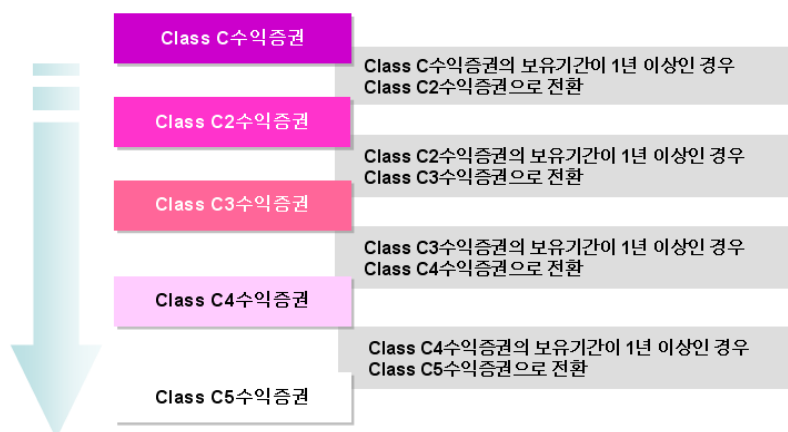 Class C수익증권
Class C수익증권의 보유기간이 1년 이상인 경우
Class C2수익증권으로 전환
Class C2수익증권
Class C2수익증권의 보유기간이 1년 이상인 경우
Class C3수익증권으로 전환
Class C3수익증권
Class C3수익증권의 보유기간이 1년 이상인 경우
Class C4수익증권으로 전환
Class C4수익증권
Class C4수익증권의 보유기간이 1년 이상인 경우
Class C5수익증권으로 전환
Class C5수익증권